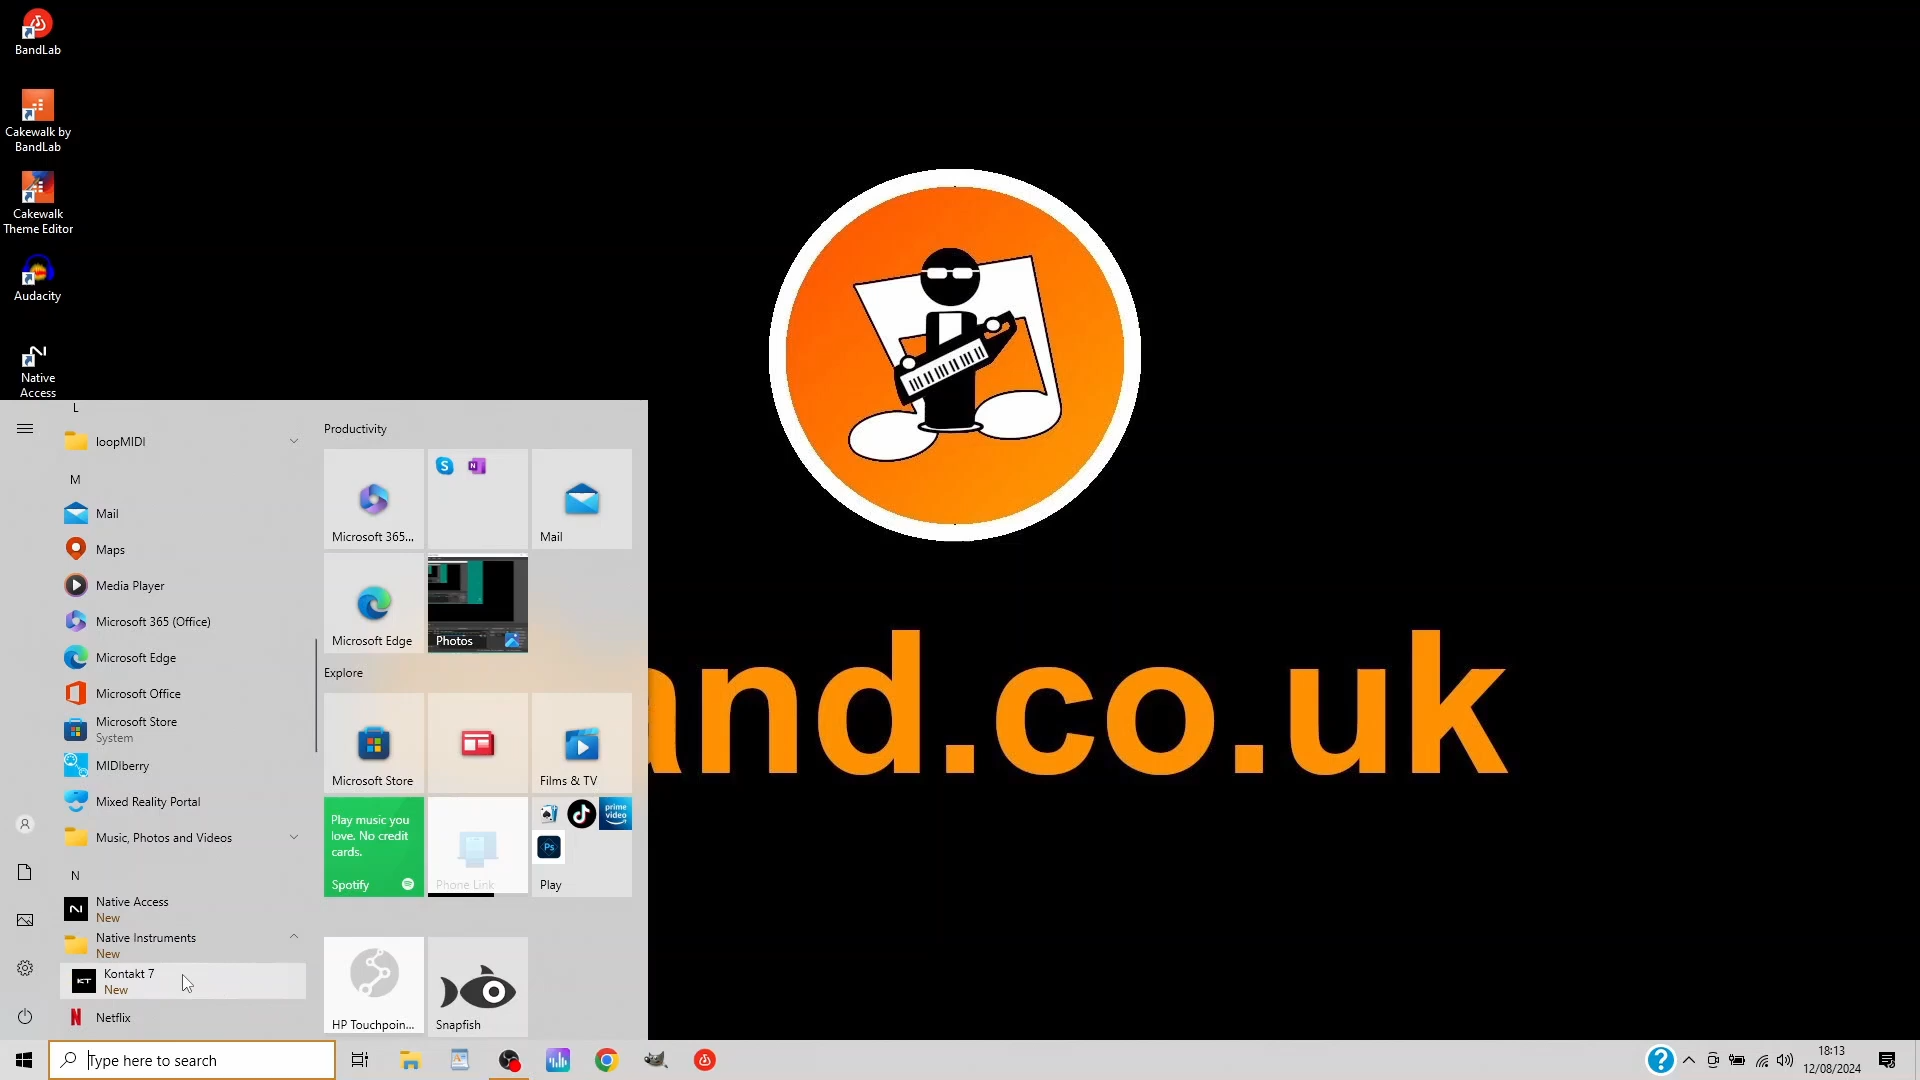 BandLab
Cakewalk by
BandLab
Cakewalk
Theme Editor
Audacity
Native
Access
L
loopMIDI
M
Mail
Maps
Media Player
Microsoft 365 (Office)
Microsoft Edge
Microsoft Office
Microsoft Store
System
MIDIberry
Mixed Reality Portal
Music, Photos and Videos
N
Native Access
New
Native Instruments
New
KT
Kontakt 7
New
Netflix
Productivity
Microsoft 365...
Mail
Microsoft Edge
Photos
Explore
Microsoft Store
Films & TV
Play music you
love. No credit
cards.
Spotify
Phone Link
prime
video
Ps
Play
HP Touchpoin...
Snapfish
and.co.uk
Type here to search
18:13
12/08/2024